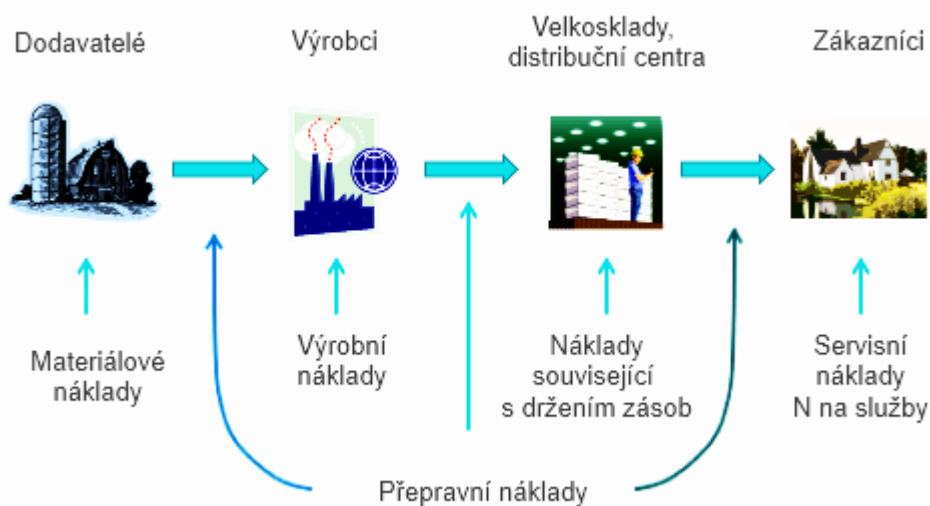 Dodavatelé
Výrobci
Velkosklady,
distribuční centra
Zákazníci
Materiálové
náklady
Výrobní
náklady
Náklady
související
s držením zásob
Servisní
náklady
N na služby
Přepravní náklady